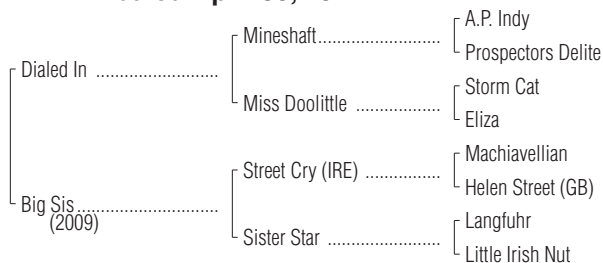 A.P. Indy
Mineshaft
Prospectors Delite
Dialed In
Storm Cat
Miss Doolittle
Eliza
Machiavellian
Street Cry (IRE)
Helen Street (GB)
Big Sis
(2009)
Langfuhr
Sister Star
Little Irish Nut